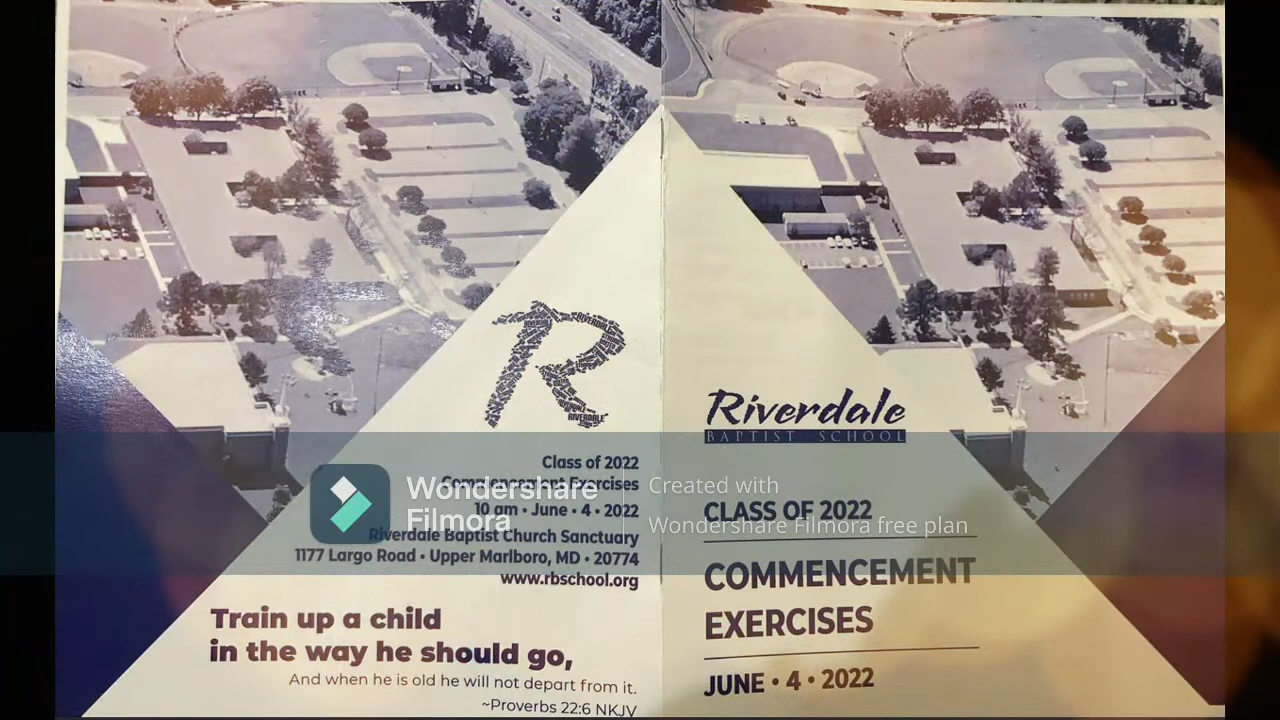 Class of 2022
Commencement Exercises
10 am • June • 4 • 2022
Riverdale Baptist Church Sanctuary
1177 Largo Road • Upper Marlboro, MD • 20774
www.rbschool.org
Train up a child
in the way he should go,
And when he is old he will not depart from it.
~Proverbs 22:6 NKJV
Riverdale
BAPTIST SCHOOL
CLASS OF 2022
COMMENCEMENT
EXERCISES
JUNE • 4 • 2022
Wondershare
Filmora
Created with
Wondershare Filmora free plan